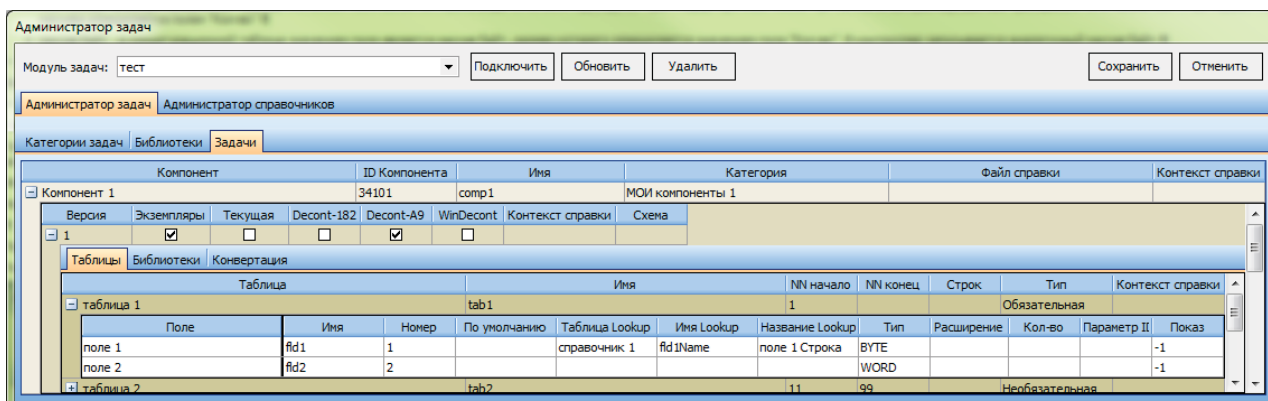 Администратор задач
Модуль задач: тест Подключить Обновить Удалить Сохранить Отменить
Администратор задач Администратор справочников
Категории задач Библиотеки Задачи
Компонент ID Компонента Имя Категория Файл справки Контекст справки
Компонент 1 34101 comp1 МОИ компоненты 1
Версия Экземпляры Текущая Decont-182 Decont-A9 WinDecont Контекст справки Схема
1
Таблицы Библиотеки Конвертация
Таблица Имя NN начало NN конец Строк Тип Контекст справки
таблица 1 tab1 1 Обязательная
Поле Имя Номер По умолчанию Таблица Lookup Имя Lookup Название Lookup Тип Расширение Кол-во Параметр II Показ
поле 1 fld1 1 справочник 1 fld1Name поле 1 Строка BYTE -1
поле 2 fld2 2 WORD -1
таблица 2 tab2 11 99 Необязательная